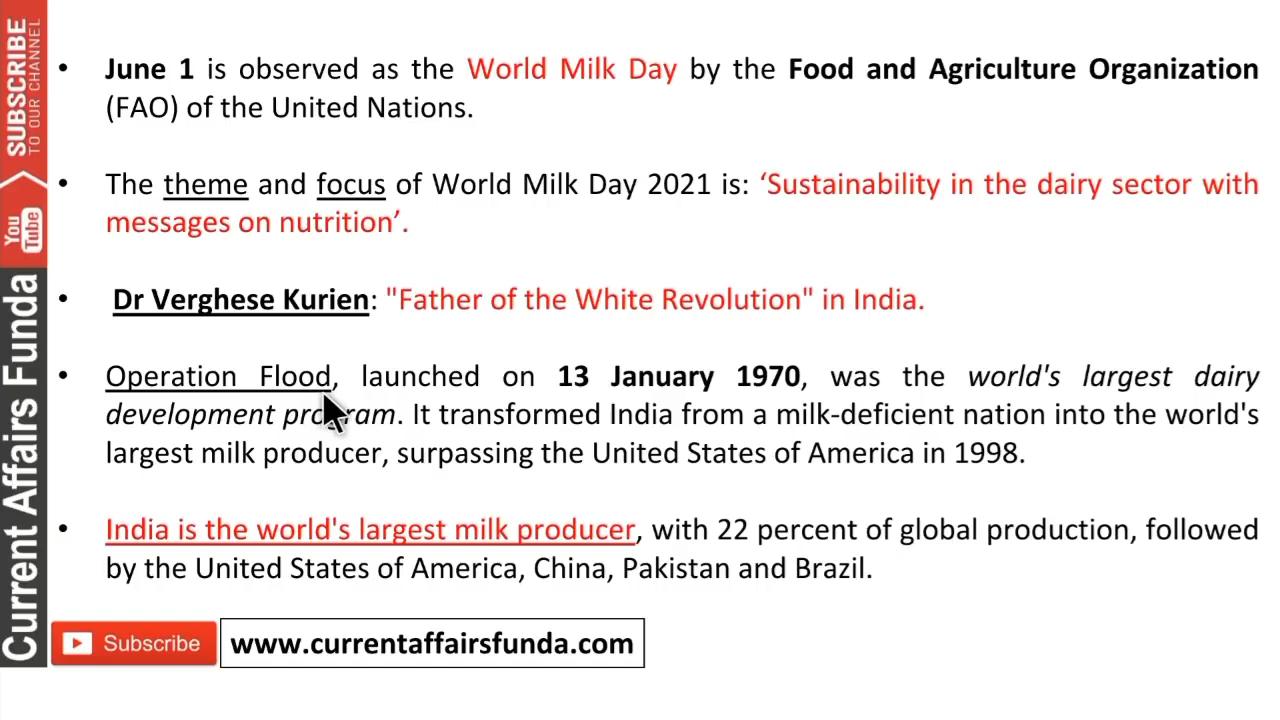 • June 1 is observed as the World Milk Day by the Food and Agriculture Organization
(FAO) of the United Nations.
• The theme and focus of World Milk Day 2021 is: ‘Sustainability in the dairy sector with
messages on nutrition’.
• Dr Verghese Kurien: "Father of the White Revolution" in India.
• Operation Flood, launched on 13 January 1970, was the world's largest dairy
development program. It transformed India from a milk-deficient nation into the world's
largest milk producer, surpassing the United States of America in 1998.
• India is the world's largest milk producer, with 22 percent of global production, followed
by the United States of America, China, Pakistan and Brazil.
Subscribe
www.currentaffairsfunda.com
SUBSCRIBE
TO OUR CHANNEL
You
Tube
Current Affairs Funda